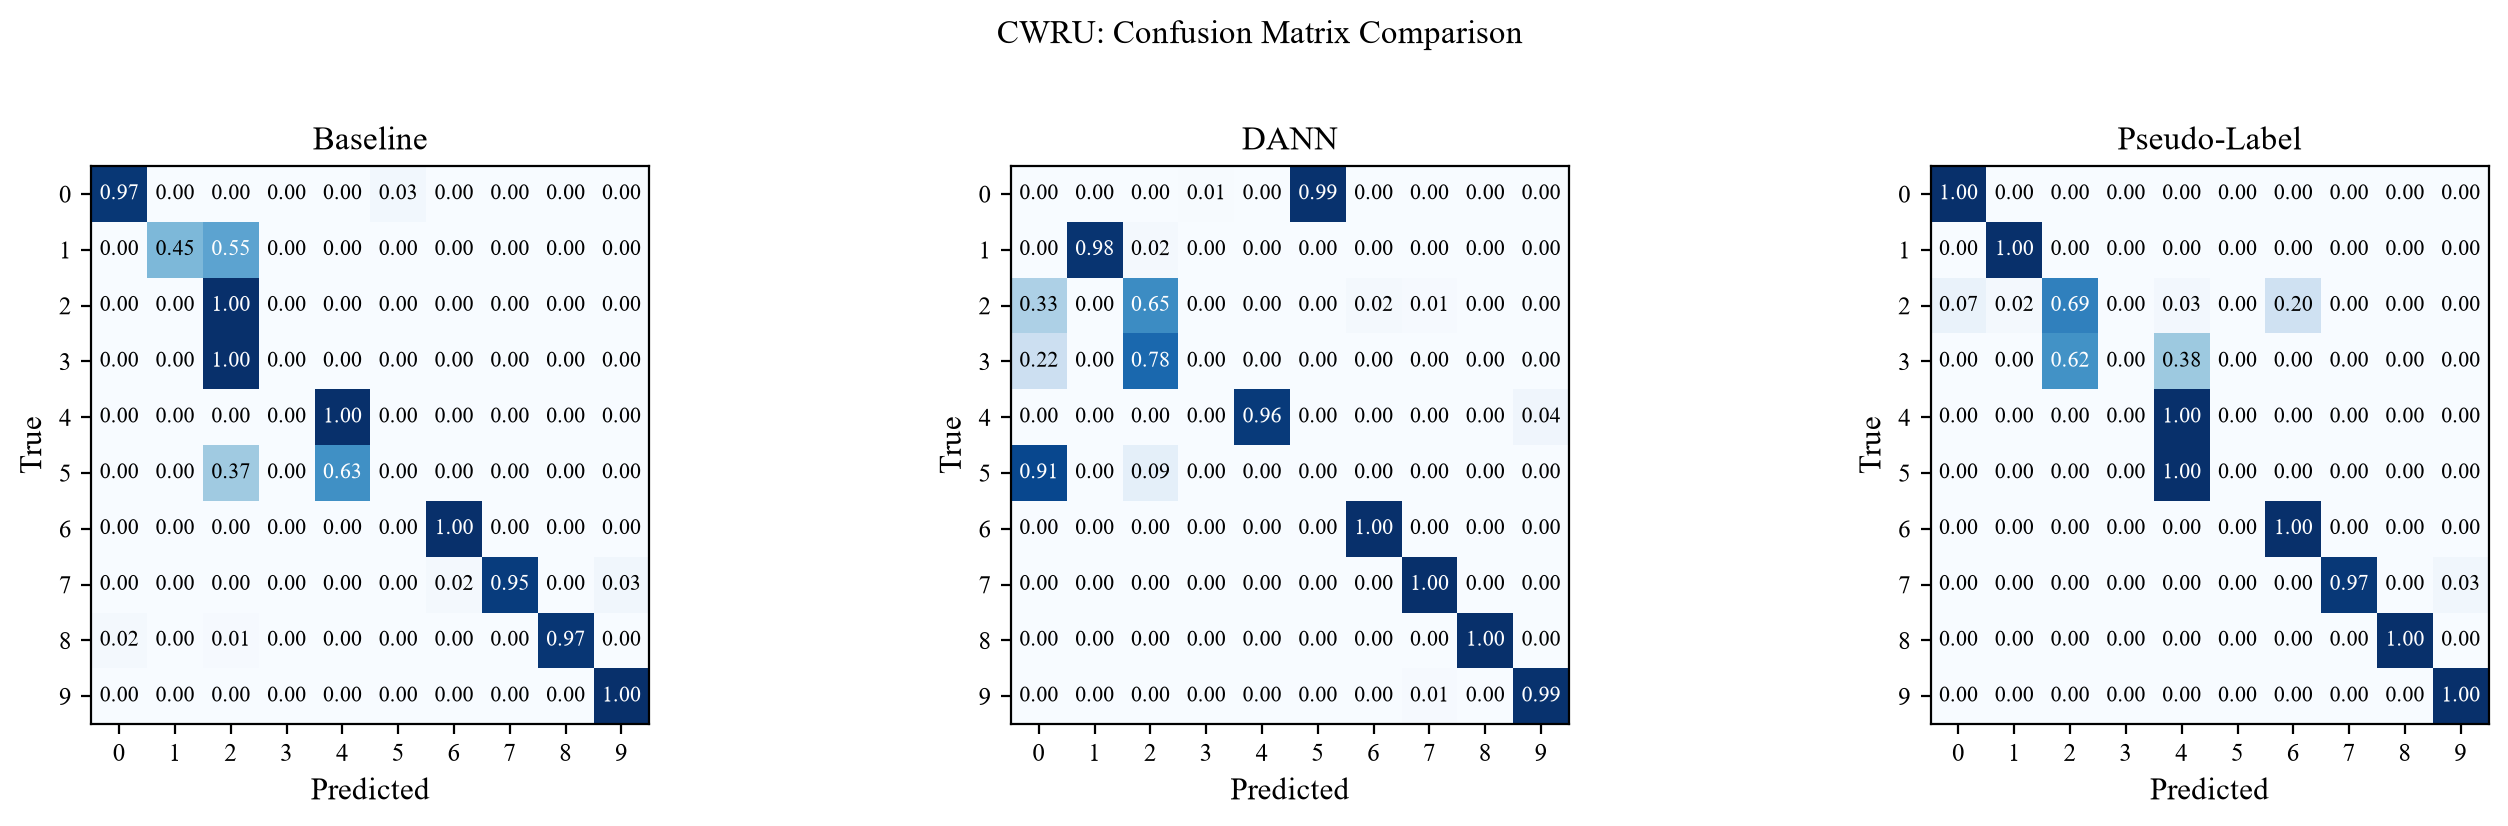 CWRU: Confusion Matrix Comparison
Baseline
True
0 0.97 0.00 0.00 0.00 0.00 0.03 0.00 0.00 0.00 0.00
1 0.00 0.45 0.55 0.00 0.00 0.00 0.00 0.00 0.00 0.00
2 0.00 0.00 1.00 0.00 0.00 0.00 0.00 0.00 0.00 0.00
3 0.00 0.00 1.00 0.00 0.00 0.00 0.00 0.00 0.00 0.00
4 0.00 0.00 0.00 0.00 1.00 0.00 0.00 0.00 0.00 0.00
5 0.00 0.00 0.37 0.00 0.63 0.00 0.00 0.00 0.00 0.00
6 0.00 0.00 0.00 0.00 0.00 0.00 1.00 0.00 0.00 0.00
7 0.00 0.00 0.00 0.00 0.00 0.00 0.02 0.95 0.00 0.03
8 0.02 0.00 0.01 0.00 0.00 0.00 0.00 0.00 0.97 0.00
9 0.00 0.00 0.00 0.00 0.00 0.00 0.00 0.00 0.00 1.00
0 1 2 3 4 5 6 7 8 9
Predicted
DANN
True
0 0.00 0.00 0.00 0.01 0.00 0.99 0.00 0.00 0.00 0.00
1 0.00 0.98 0.02 0.00 0.00 0.00 0.00 0.00 0.00 0.00
2 0.33 0.00 0.65 0.00 0.00 0.00 0.02 0.01 0.00 0.00
3 0.22 0.00 0.78 0.00 0.00 0.00 0.00 0.00 0.00 0.00
4 0.00 0.00 0.00 0.00 0.96 0.00 0.00 0.00 0.00 0.04
5 0.91 0.00 0.09 0.00 0.00 0.00 0.00 0.00 0.00 0.00
6 0.00 0.00 0.00 0.00 0.00 0.00 1.00 0.00 0.00 0.00
7 0.00 0.00 0.00 0.00 0.00 0.00 0.00 1.00 0.00 0.00
8 0.00 0.00 0.00 0.00 0.00 0.00 0.00 0.00 1.00 0.00
9 0.00 0.00 0.00 0.00 0.00 0.00 0.00 0.01 0.00 0.99
0 1 2 3 4 5 6 7 8 9
Predicted
Pseudo-Label
True
0 1.00 0.00 0.00 0.00 0.00 0.00 0.00 0.00 0.00 0.00
1 0.00 1.00 0.00 0.00 0.00 0.00 0.00 0.00 0.00 0.00
2 0.07 0.02 0.69 0.00 0.03 0.00 0.20 0.00 0.00 0.00
3 0.00 0.00 0.62 0.00 0.38 0.00 0.00 0.00 0.00 0.00
4 0.00 0.00 0.00 0.00 1.00 0.00 0.00 0.00 0.00 0.00
5 0.00 0.00 0.00 0.00 1.00 0.00 0.00 0.00 0.00 0.00
6 0.00 0.00 0.00 0.00 0.00 0.00 1.00 0.00 0.00 0.00
7 0.00 0.00 0.00 0.00 0.00 0.00 0.00 0.97 0.00 0.03
8 0.00 0.00 0.00 0.00 0.00 0.00 0.00 0.00 1.00 0.00
9 0.00 0.00 0.00 0.00 0.00 0.00 0.00 0.00 0.00 1.00
0 1 2 3 4 5 6 7 8 9
Predicted